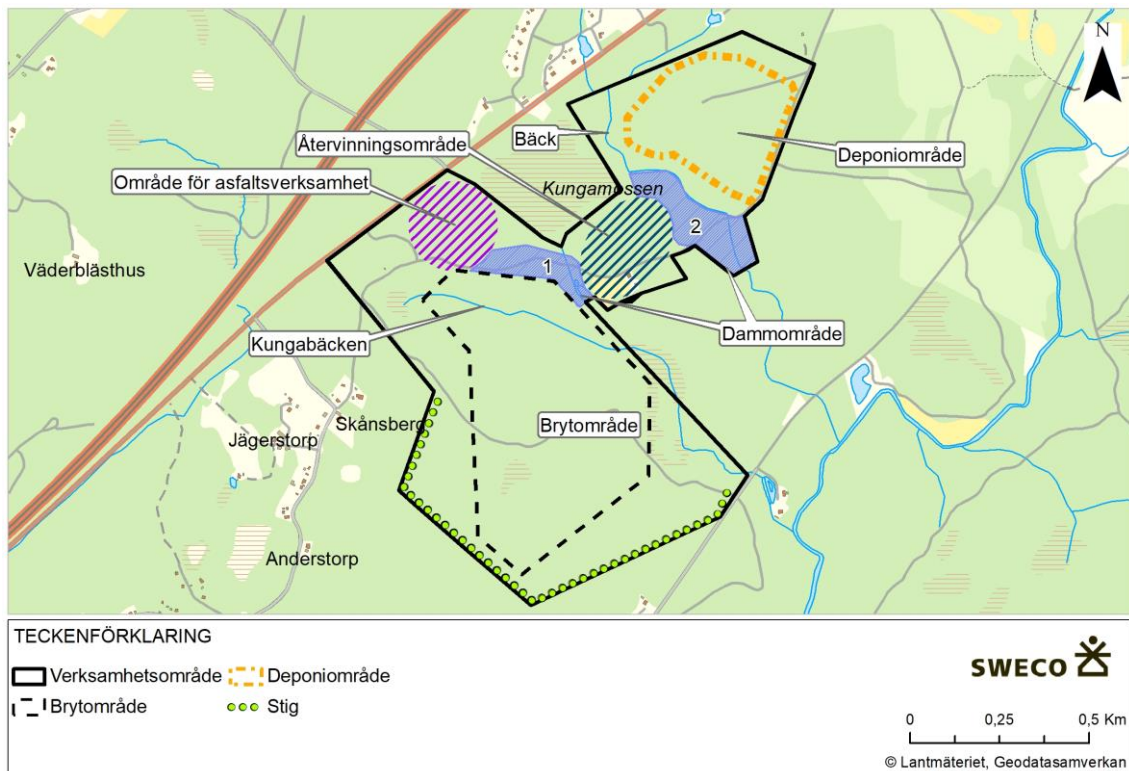 N
Bäck
Återvinningsområde
Deponiområde
Område för asfaltsverksamhet
Kungamossen
2
Väderblästhus
1
Dammområde
Kungabäcken
Skånsberg
Brytområde
Jägerstorp
Anderstorp
TECKENFÖRKLARING
Verksamhetsområde
Deponiområde
Brytområde
Stig
SWECO
0 0,25 0,5 Km
© Lantmäteriet, Geodatasamverkan